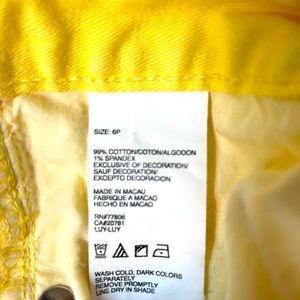 SIZE: 6P
99% COTTON/COTON/ALGODON
1% SPANDEX
EXCLUSIVE OF DECORATION/
SAUF DECORATION/
EXCEPTO DECORACION
MADE IN MACAU
FABRIQUE A MACAO
HECHO EN MACAO
RN#77806
CA#20781
LUY-LUY
WASH COLD, DARK COLORS
SEPARATELY
REMOVE PROMPTLY
LINE DRY IN SHADE